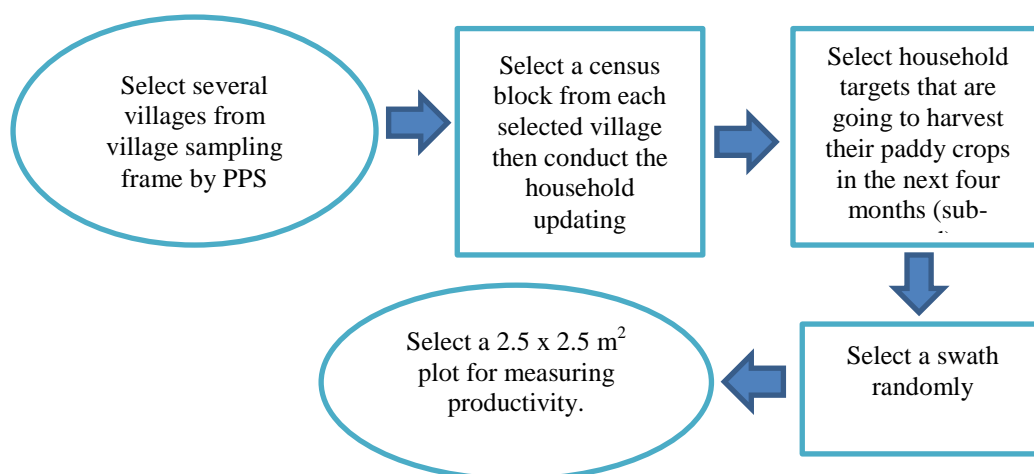 Select several
villages from
village sampling
frame by PPS
Select a census
block from each
selected village
then conduct the
household
updating
Select household
targets that are
going to harvest
their paddy crops
in the next four
months (sub-
Select a swath
randomly
Select a 2.5 x 2.5 m²
plot for measuring
productivity.